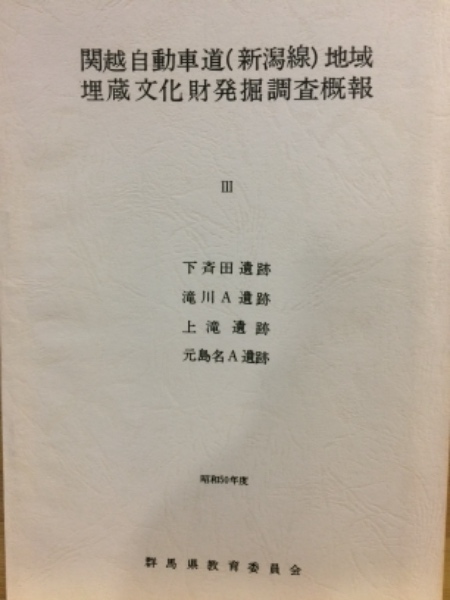 関越自動車道(新潟線)地域
埋蔵文化財発掘調査概報
III
下斉田遺跡
滝川A遺跡
上滝遺跡
元島名A遺跡
昭和50年度
群馬県教育委員会